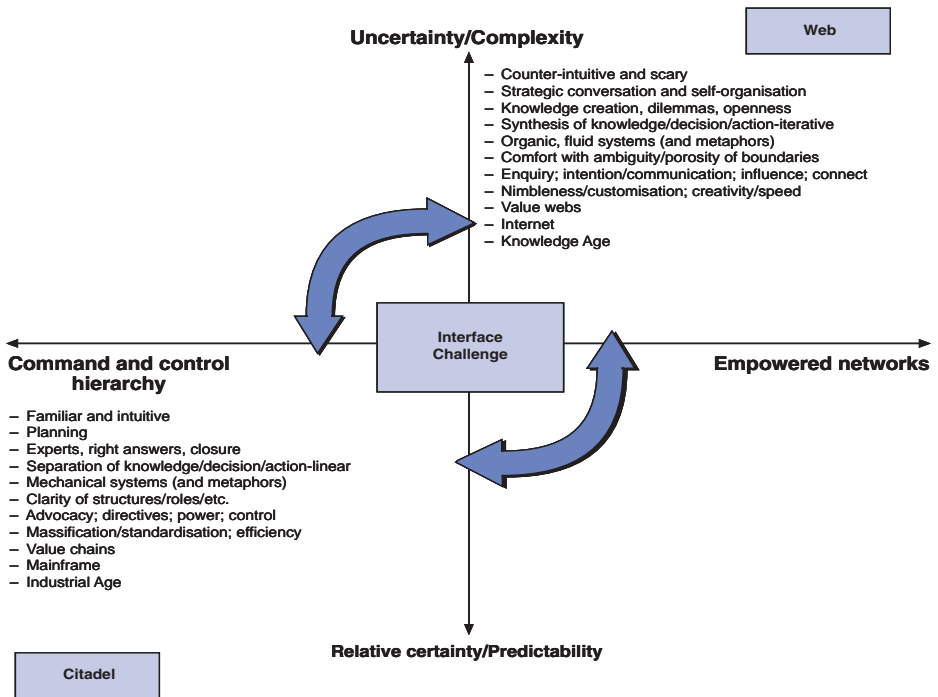 Web
Uncertainty/Complexity
– Counter-intuitive and scary
– Strategic conversation and self-organisation
– Knowledge creation, dilemmas, openness
– Synthesis of knowledge/decision/action-iterative
– Organic, fluid systems (and metaphors)
– Comfort with ambiguity/porosity of boundaries
– Enquiry; intention/communication; influence; connect
– Nimbleness/customisation; creativity/speed
– Value webs
– Internet
– Knowledge Age
Interface
Challenge
Command and control
hierarchy
Empowered networks
– Familiar and intuitive
– Planning
– Experts, right answers, closure
– Separation of knowledge/decision/action-linear
– Mechanical systems (and metaphors)
– Clarity of structures/roles/etc.
– Advocacy; directives; power; control
– Massification/standardisation; efficiency
– Value chains
– Mainframe
– Industrial Age
Relative certainty/Predictability
Citadel